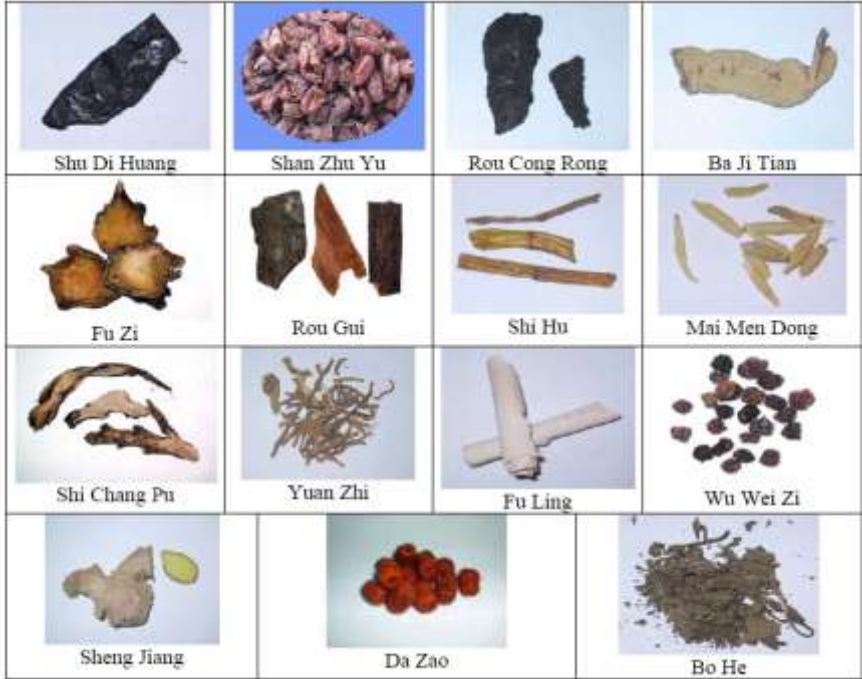 Shu Di Huang
Shan Zhu Yu
Rou Cong Rong
Ba Ji Tian
Fu Zi
Rou Gui
Shi Hu
Mai Men Dong
Shi Chang Pu
Yuan Zhi
Fu Ling
Wu Wei Zi
Sheng Jiang
Da Zao
Bo He